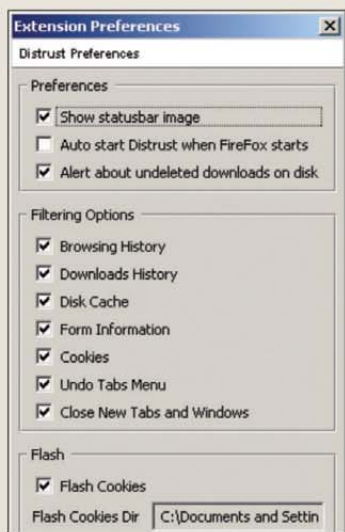 Extension Preferences
Distrust Preferences
Preferences
Show statusbar image
Auto start Distrust when FireFox starts
Alert about undeleted downloads on disk
Filtering Options
Browsing History
Downloads History
Disk Cache
Form Information
Cookies
Undo Tabs Menu
Close New Tabs and Windows
Flash
Flash Cookies
Flash Cookies Dir C:\Documents and Settin